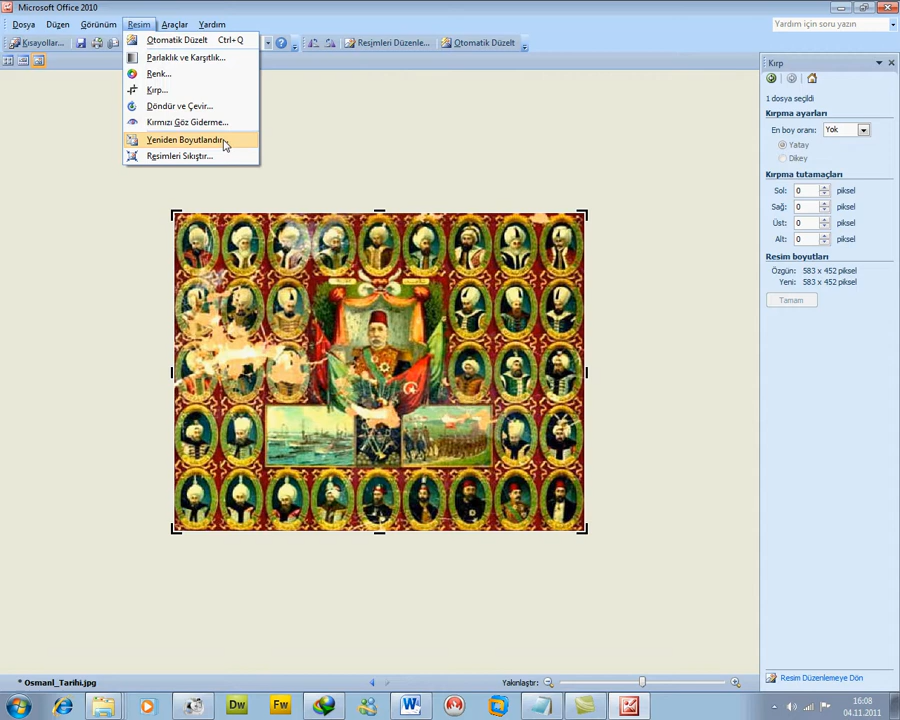 Microsoft Office 2010
Dosya Düzen Görünüm Resim Araçlar Yardım
Yardım için soru yazın
Kısayollar...
Resimleri Düzenle...
Otomatik Düzelt
Otomatik Düzelt Ctrl+Q
Parlaklık ve Karşıtlık...
Renk...
Kırp...
Döndür ve Çevir...
Kırmızı Göz Giderme...
Yeniden Boyutlandır...
Resimleri Sıkıştır...
Kırp
1 dosya seçildi
Kırpma ayarları
En boy oranı: Yok
Yatay
Dikey
Kırpma tutamaçları
Sol: 0 piksel
Sağ: 0 piksel
Üst: 0 piksel
Alt: 0 piksel
Resim boyutları
Özgün: 583 x 452 piksel
Yeni: 583 x 452 piksel
Tamam
Resim Düzenlemeye Dön
* Osmanl_Tarihi.jpg
Yakınlaştır:
Dw
Fw
W
16:08
04.11.2011